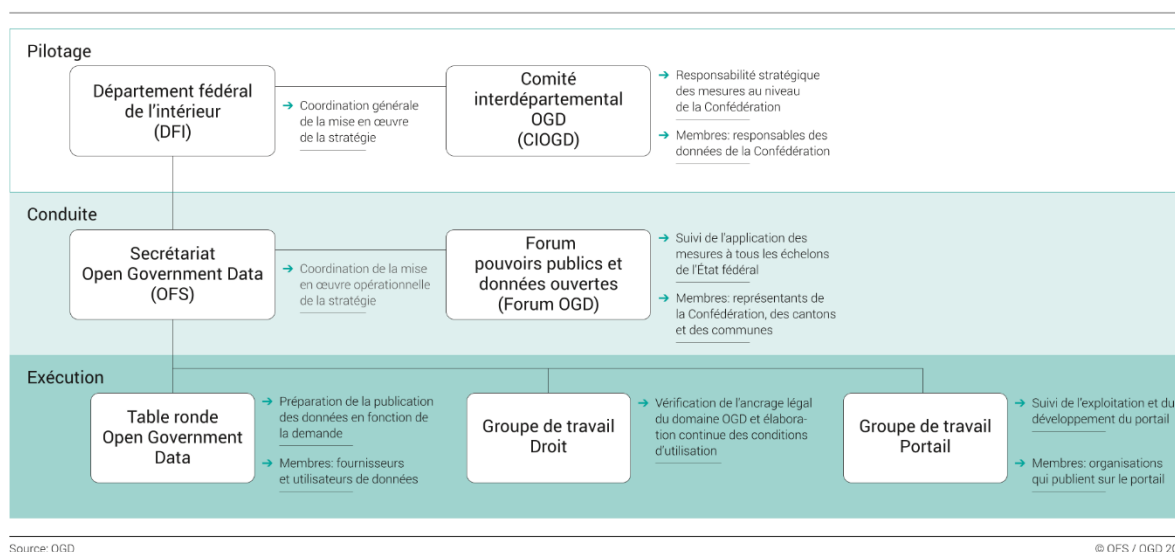 Pilotage
Département fédéral
de l'intérieur
(DFI)
→ Coordination générale
de la mise en œuvre
de la stratégie
Comité
interdépartemental
OGD
(CIOGD)
→ Responsabilité stratégique
des mesures au niveau
de la Confédération
→ Membres: responsables des
données de la Confédération
Conduite
Secrétariat
Open Government Data
(OFS)
→ Coordination de la mise
en œuvre opérationnelle
de la stratégie
Forum
pouvoirs publics et
données ouvertes
(Forum OGD)
→ Suivi de l'application des
mesures à tous les échelons
de l'État fédéral
→ Membres: représentants de
la Confédération, des cantons
et des communes
Exécution
Table ronde
Open Government
Data
→ Préparation de la publication
des données en fonction de
la demande
→ Membres: fournisseurs
et utilisateurs de données
Groupe de travail
Droit
→ Vérification de l'ancrage légal
du domaine OGD et élabora-
tion continue des conditions
d'utilisation
Groupe de travail
Portail
→ Suivi de l'exploitation et du
développement du portail
→ Membres: organisations
qui publient sur le portail
Source: OGD
© OFS / OGD